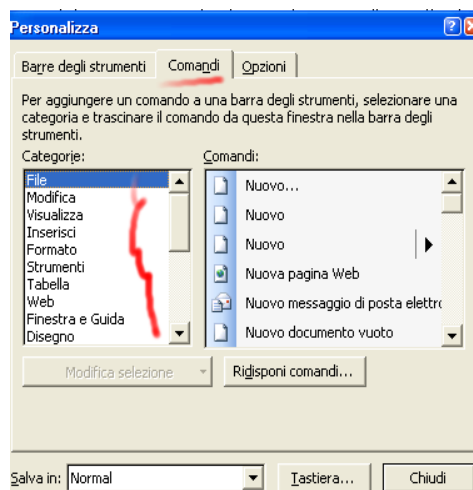 Personalizza
Barre degli strumenti
Comandi
Opzioni
Per aggiungere un comando a una barra degli strumenti, selezionare una
categoria e trascinare il comando da questa finestra nella barra degli
strumenti.
Categorie:
Comandi:
File
Modifica
Visualizza
Inserisci
Formato
Strumenti
Tabella
Web
Finestra e Guida
Disegno
Nuovo...
Nuovo
Nuovo
Nuova pagina Web
Nuovo messaggio di posta elettro
Nuovo documento vuoto
Modifica selezione
Ridisponi comandi...
Salva in:
Normal
Tastiera...
Chiudi